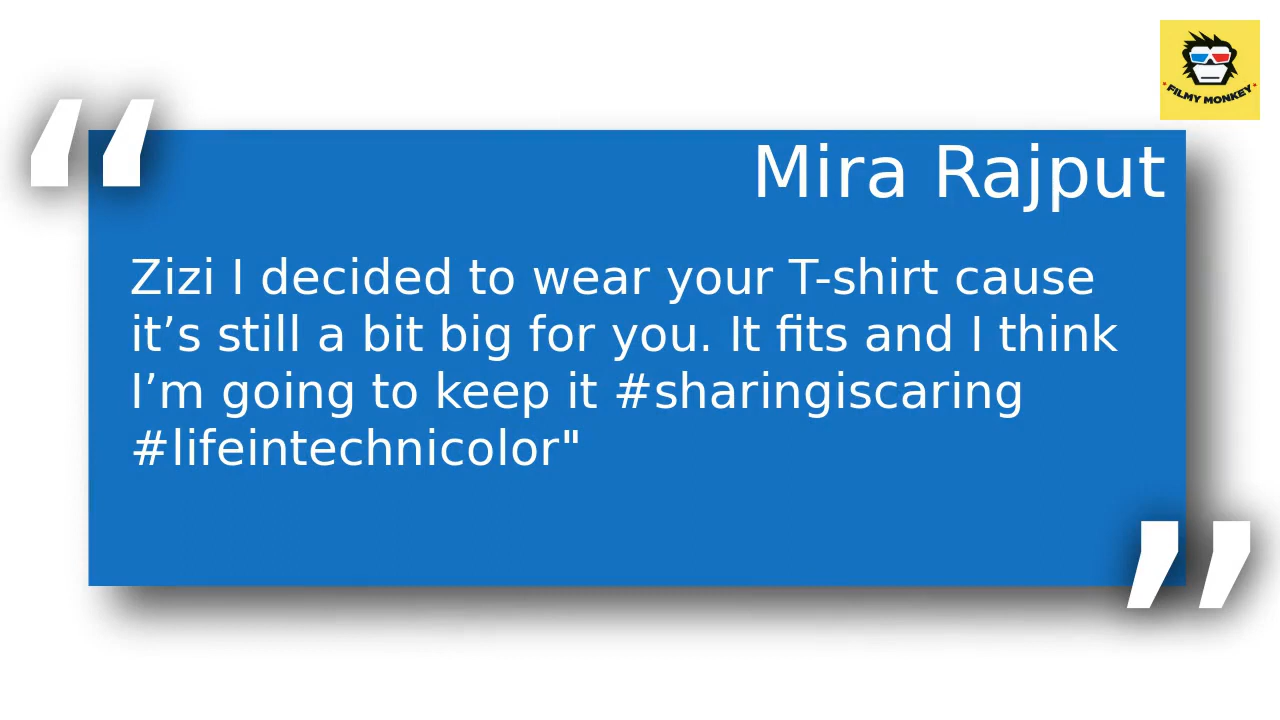 FILMY MONKEY
“
Mira Rajput
Zizi I decided to wear your T-shirt cause
it’s still a bit big for you. It fits and I think
I’m going to keep it #sharingiscaring
#lifeintechnicolor"
”